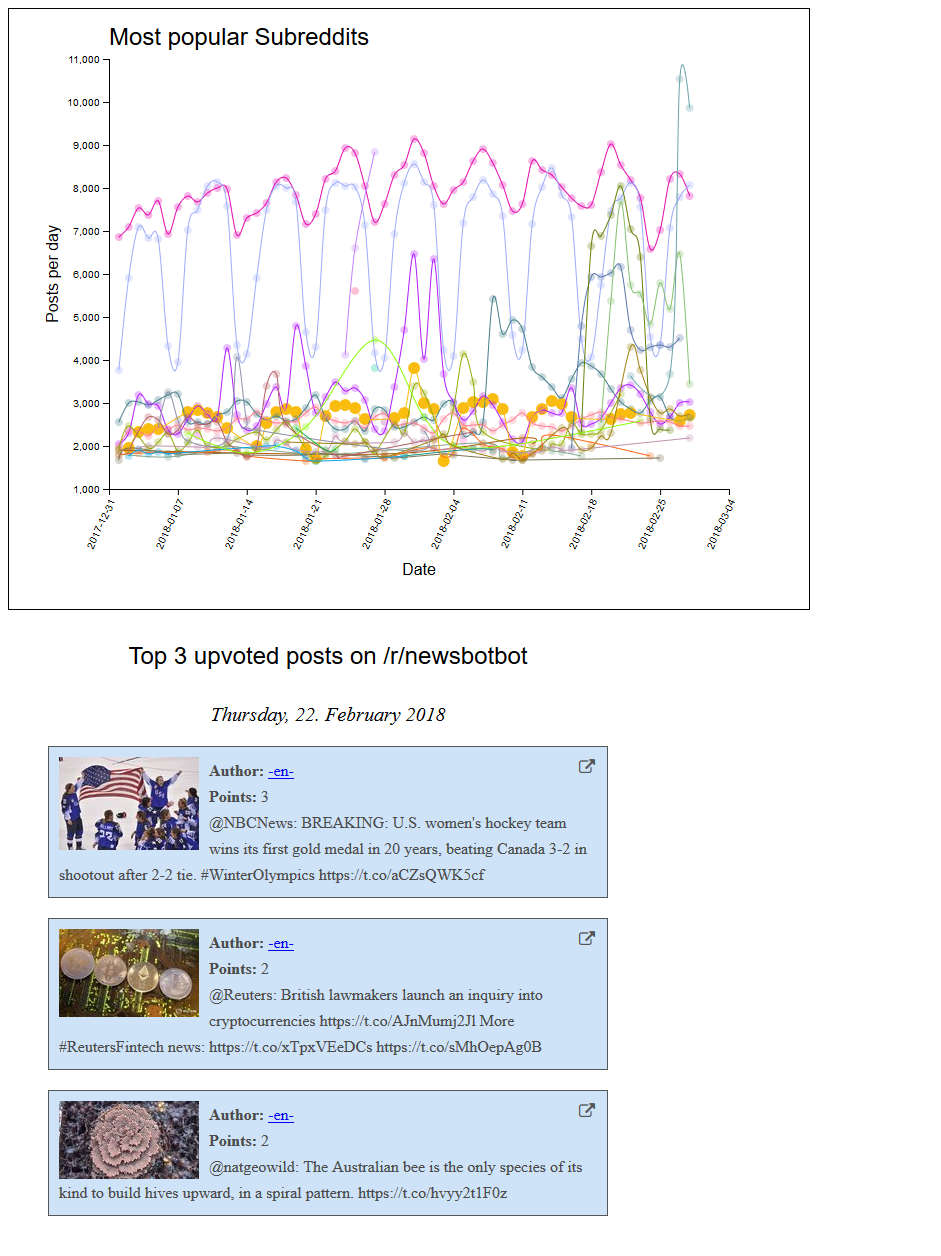 Most popular Subreddits
11,000
10,000
9,000
8,000
7,000
6,000
5,000
4,000
3,000
2,000
1,000
Posts per day
2017-12-31
2018-01-07
2018-01-14
2018-01-21
2018-01-28
2018-02-04
2018-02-11
2018-02-18
2018-02-25
2018-03-04
Date
Top 3 upvoted posts on /r/newsbotbot
Thursday, 22. February 2018
Author: -en-
Points: 3
@NBCNews: BREAKING: U.S. women's hockey team
wins its first gold medal in 20 years, beating Canada 3-2 in
shootout after 2-2 tie. #WinterOlympics https://t.co/aCZsQWK5cf
Author: -en-
Points: 2
@Reuters: British lawmakers launch an inquiry into
cryptocurrencies https://t.co/AJnMumj2Jl More
#ReutersFintech news: https://t.co/xTpxVEeDCs https://t.co/sMhOepAg0B
Author: -en-
Points: 2
@natgeowild: The Australian bee is the only species of its
kind to build hives upward, in a spiral pattern. https://t.co/hvyy2t1F0z